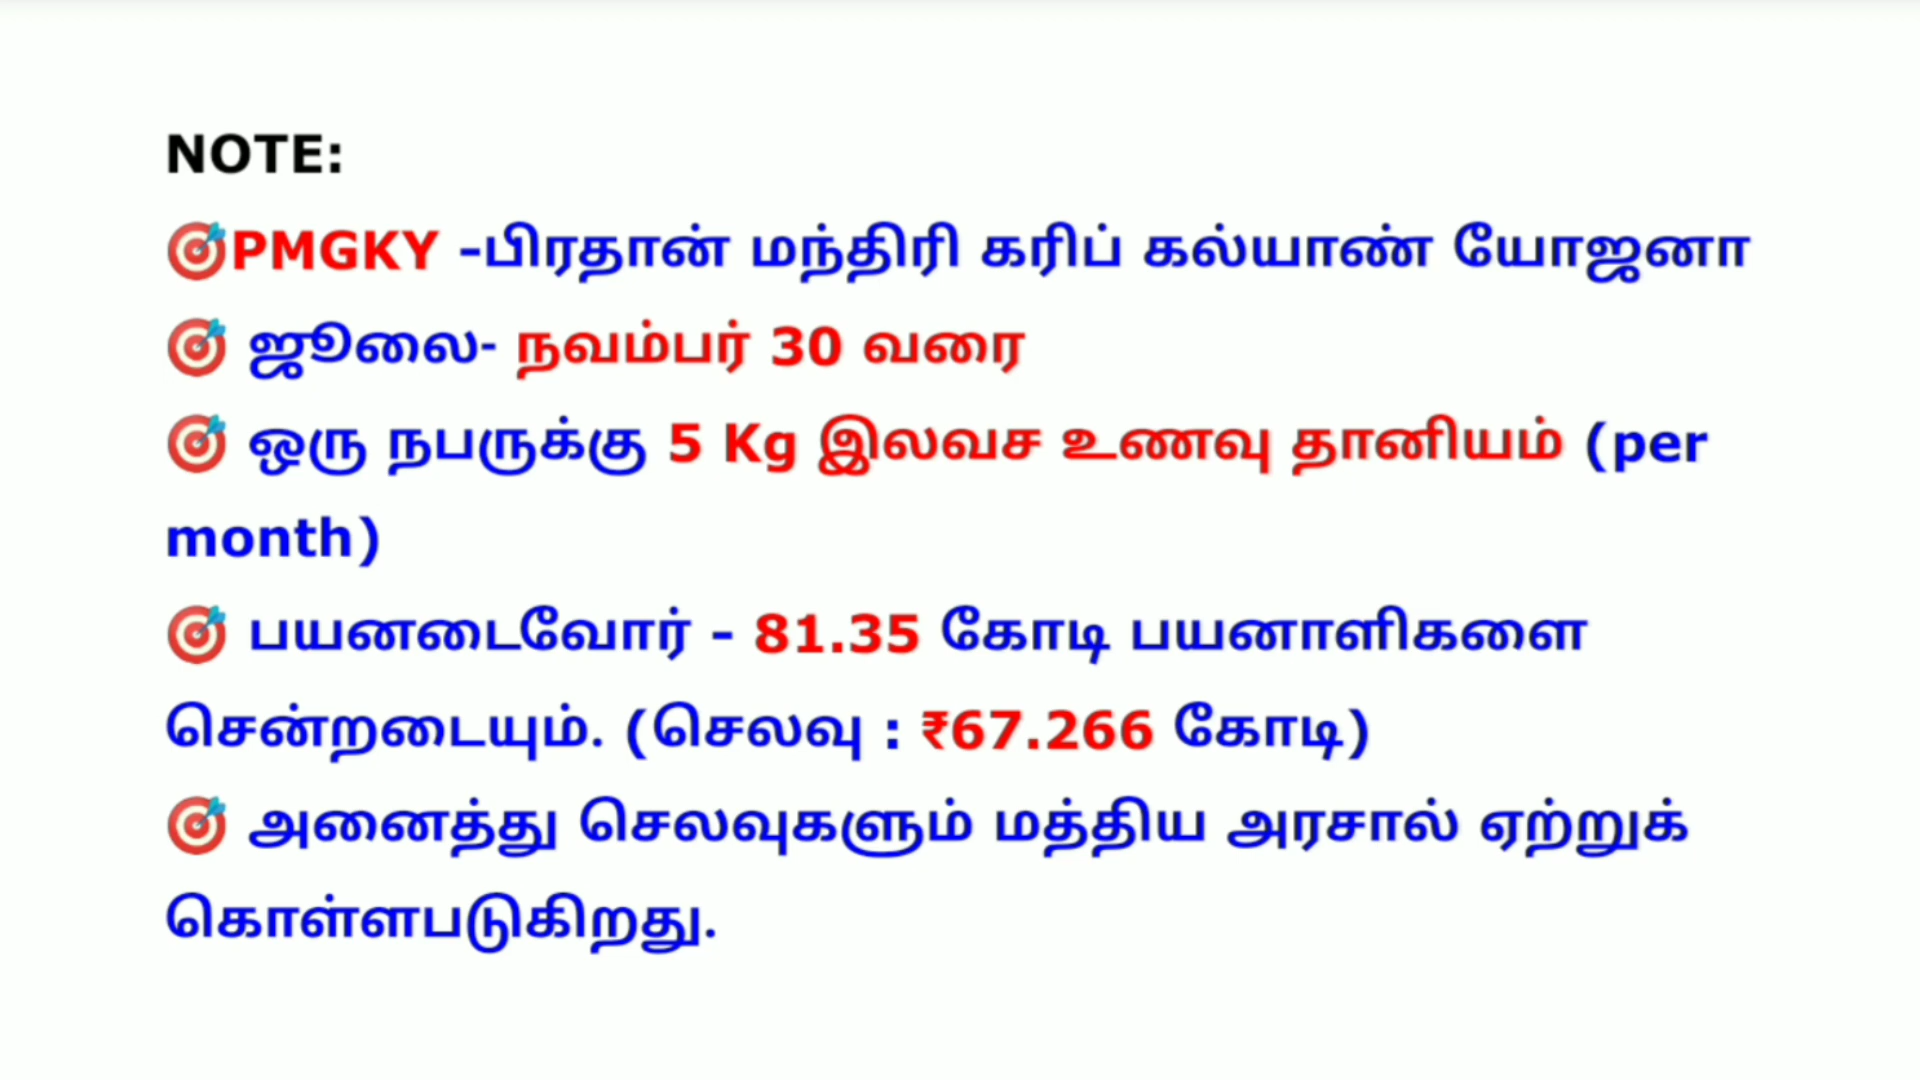 NOTE:
🎯PMGKY –பிரதான் மந்திரி கரிப் கல்யாண் யோஜனா
🎯 ஜூலை- நவம்பர் 30 வரை
🎯 ஒரு நபருக்கு 5 Kg இலவச உணவு தானியம் (per
month)
🎯 பயனடைவோர் – 81.35 கோடி பயனாளிகளை
சென்றடையும். (செலவு : ₹67.266 கோடி)
🎯 அனைத்து செலவுகளும் மத்திய அரசால் ஏற்றுக்
கொள்ளபடுகிறது.